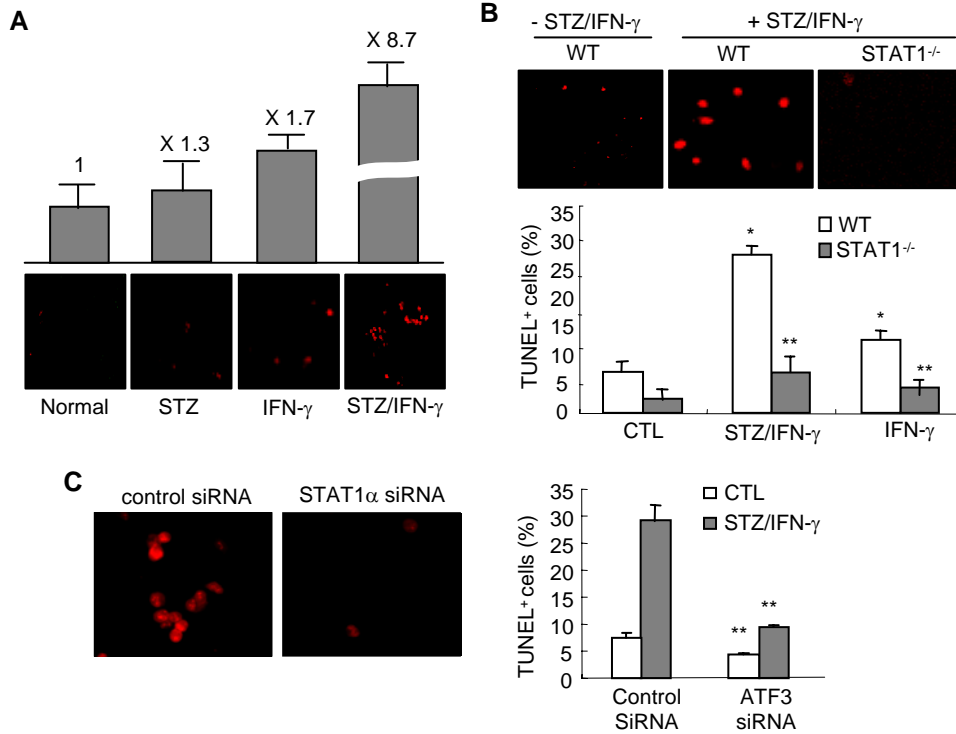 A
1
X 1.3
X 1.7
X 8.7
Normal
STZ
IFN-γ
STZ/IFN-γ
B
- STZ/IFN-γ
+ STZ/IFN-γ
WT
WT
STAT1-/-
TUNEL+ cells (%)
35
30
25
20
15
10
5
0
WT
STAT1-/-
*
**
*
**
CTL
STZ/IFN-γ
IFN-γ
C
control siRNA
STAT1α siRNA
TUNEL+ cells (%)
35
30
25
20
15
10
5
0
CTL
STZ/IFN-γ
**
**
Control
SiRNA
ATF3
siRNA